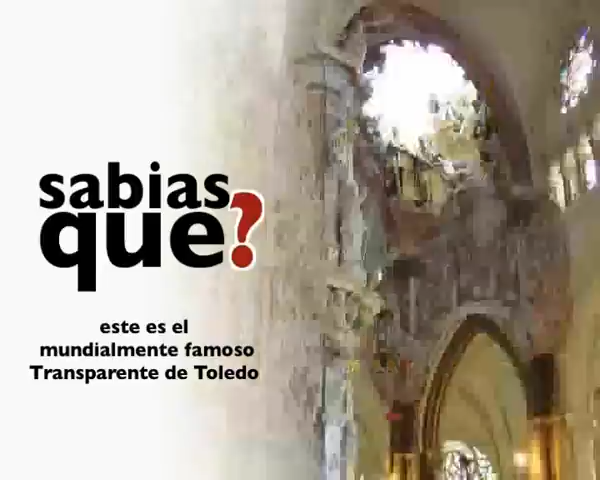 sabias
que?
este es el
mundialmente famoso
Transparente de Toledo